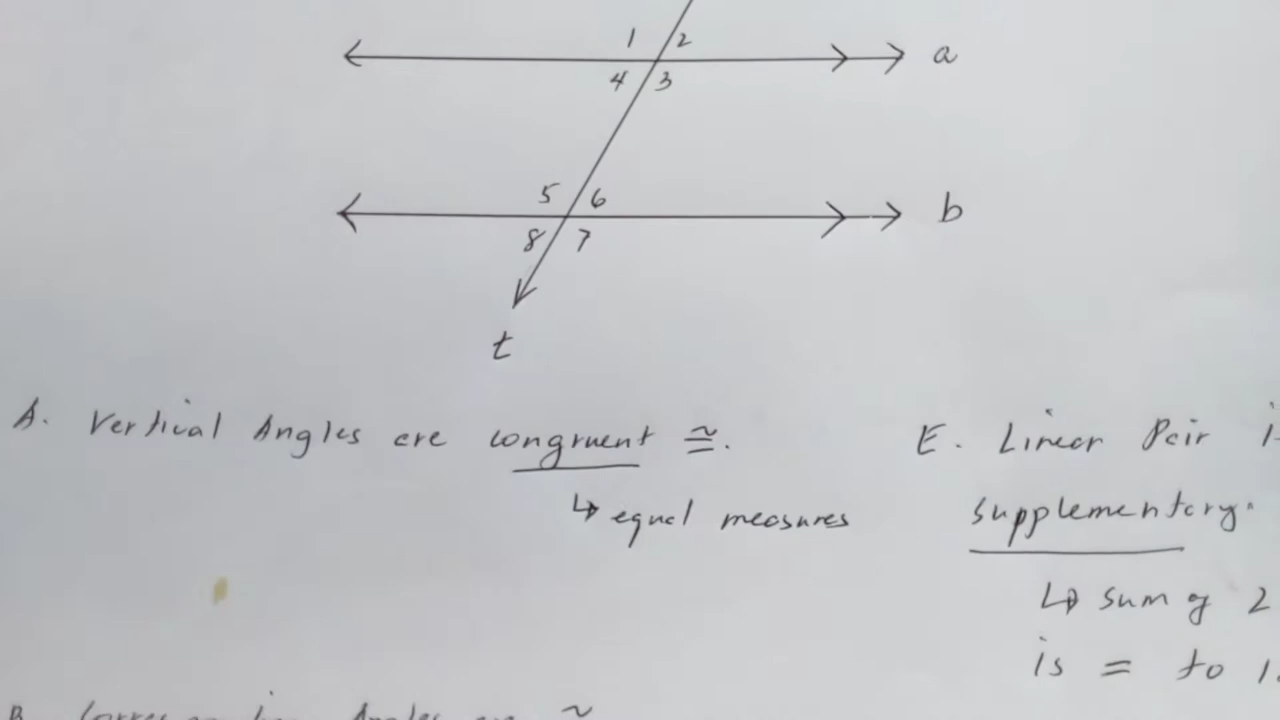 1 2
a
4 3
5 6
b
8 7
t
A. Vertical Angles are congruent ≅.
↳ equal measures
E. Linear Pair
supplementary.
↳ sum of 2
is = to
B. Angles